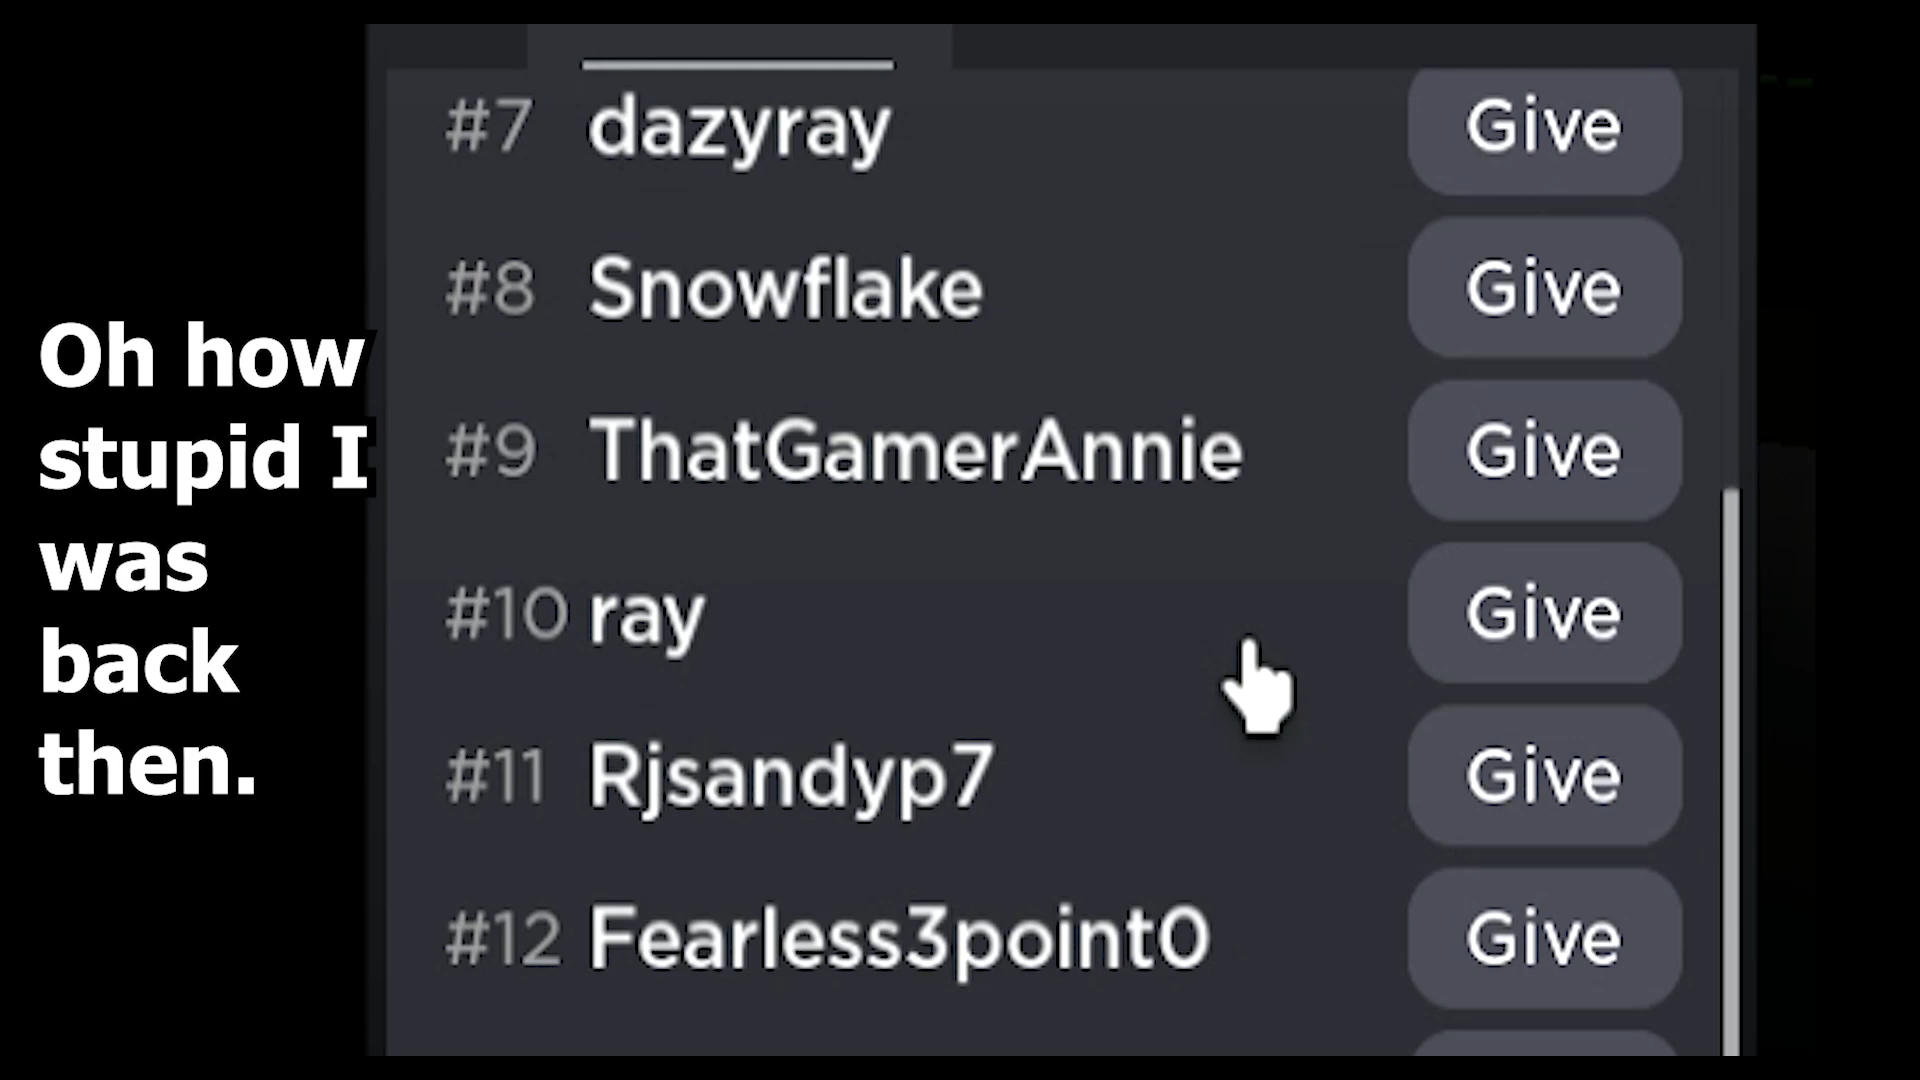 Oh how
stupid I
was
back
then.
#7 dazyray Give
#8 Snowflake Give
#9 ThatGamerAnnie Give
#10 ray Give
#11 Rjsandyp7 Give
#12 Fearless3point0 Give